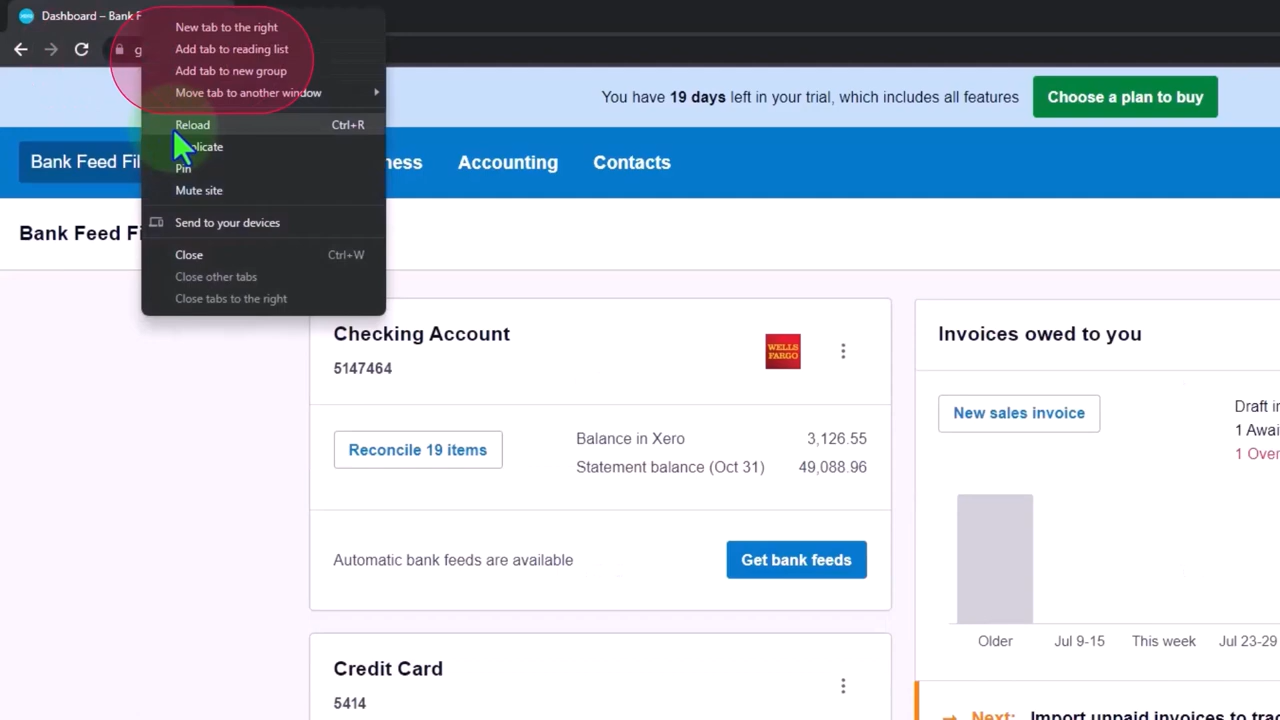 Dashboard – Bank F
New tab to the right
Add tab to reading list
Add tab to new group
Move tab to another window
g
You have 19 days left in your trial, which includes all features
Choose a plan to buy
Reload Ctrl+R
plicate
Pin
Mute site
Send to your devices
Close Ctrl+W
Close other tabs
Close tabs to the right
Bank Feed Fil
ness
Accounting
Contacts
Bank Feed Fi
Checking Account
5147464
WELLS
FARGO
Reconcile 19 items
Balance in Xero 3,126.55
Statement balance (Oct 31) 49,088.96
Automatic bank feeds are available
Get bank feeds
Credit Card
5414
Invoices owed to you
New sales invoice
Draft in
1 Awai
1 Over
Older
Jul 9-15
This week
Jul 23-29
Next: Import unpaid invoices to trac